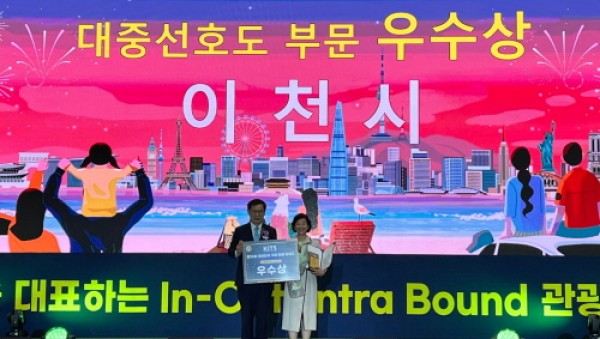 대중선호도 부문 우수상
이천시
KITS
우수상
대표하는 In-O ntra Bound 관광